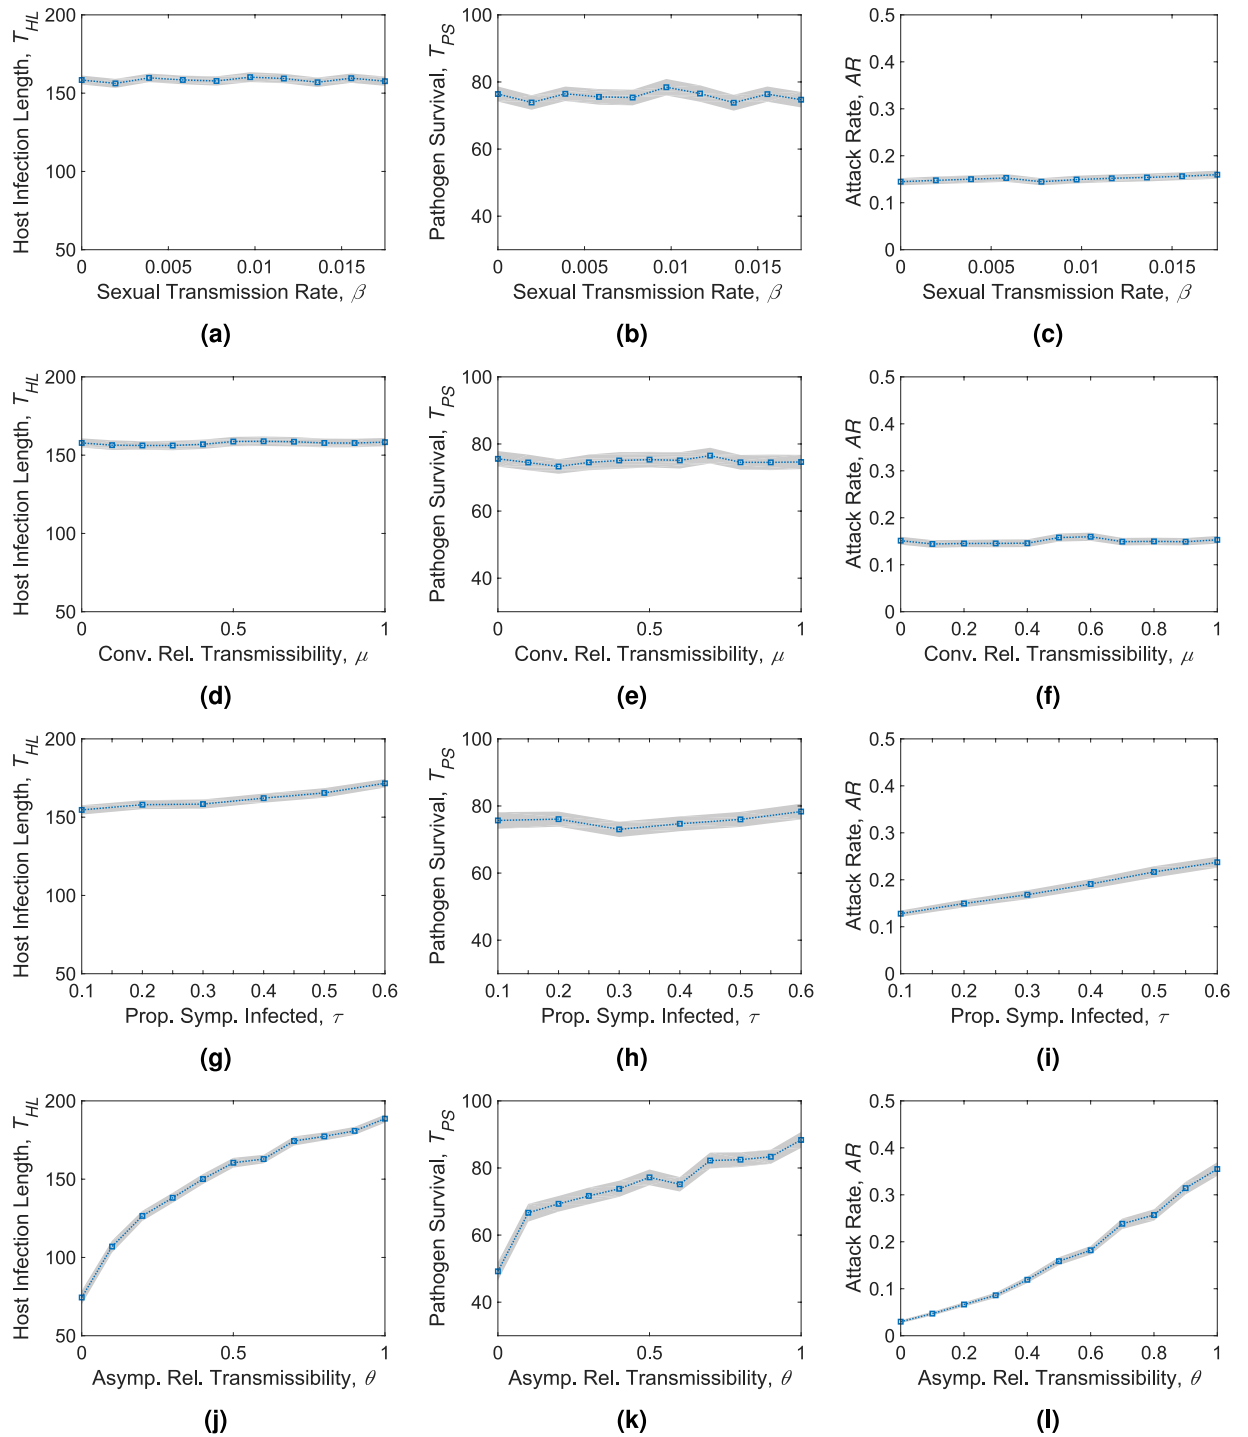 200
150
100
50
Host Infection Length, T_HL
0 0.005 0.01 0.015
Sexual Transmission Rate, β
(a)
100
80
60
40
Pathogen Survival, T_PS
0 0.005 0.01 0.015
Sexual Transmission Rate, β
(b)
0.5
0.4
0.3
0.2
0.1
0
Attack Rate, AR
0 0.005 0.01 0.015
Sexual Transmission Rate, β
(c)
200
150
100
50
Host Infection Length, T_HL
0 0.5 1
Conv. Rel. Transmissibility, μ
(d)
100
80
60
40
Pathogen Survival, T_PS
0 0.5 1
Conv. Rel. Transmissibility, μ
(e)
0.5
0.4
0.3
0.2
0.1
0
Attack Rate, AR
0 0.2 0.4 0.6 0.8 1
Conv. Rel. Transmissibility, μ
(f)
200
150
100
50
Host Infection Length, T_HL
0.1 0.2 0.3 0.4 0.5 0.6
Prop. Symp. Infected, τ
(g)
100
80
60
40
Pathogen Survival, T_PS
0.1 0.2 0.3 0.4 0.5 0.6
Prop. Symp. Infected, τ
(h)
0.5
0.4
0.3
0.2
0.1
0
Attack Rate, AR
0.1 0.2 0.3 0.4 0.5 0.6
Prop. Symp. Infected, τ
(i)
200
150
100
50
Host Infection Length, T_HL
0 0.5 1
Asymp. Rel. Transmissibility, θ
(j)
100
80
60
40
Pathogen Survival, T_PS
0 0.5 1
Asymp. Rel. Transmissibility, θ
(k)
0.5
0.4
0.3
0.2
0.1
0
Attack Rate, AR
0 0.2 0.4 0.6 0.8 1
Asymp. Rel. Transmissibility, θ
(l)